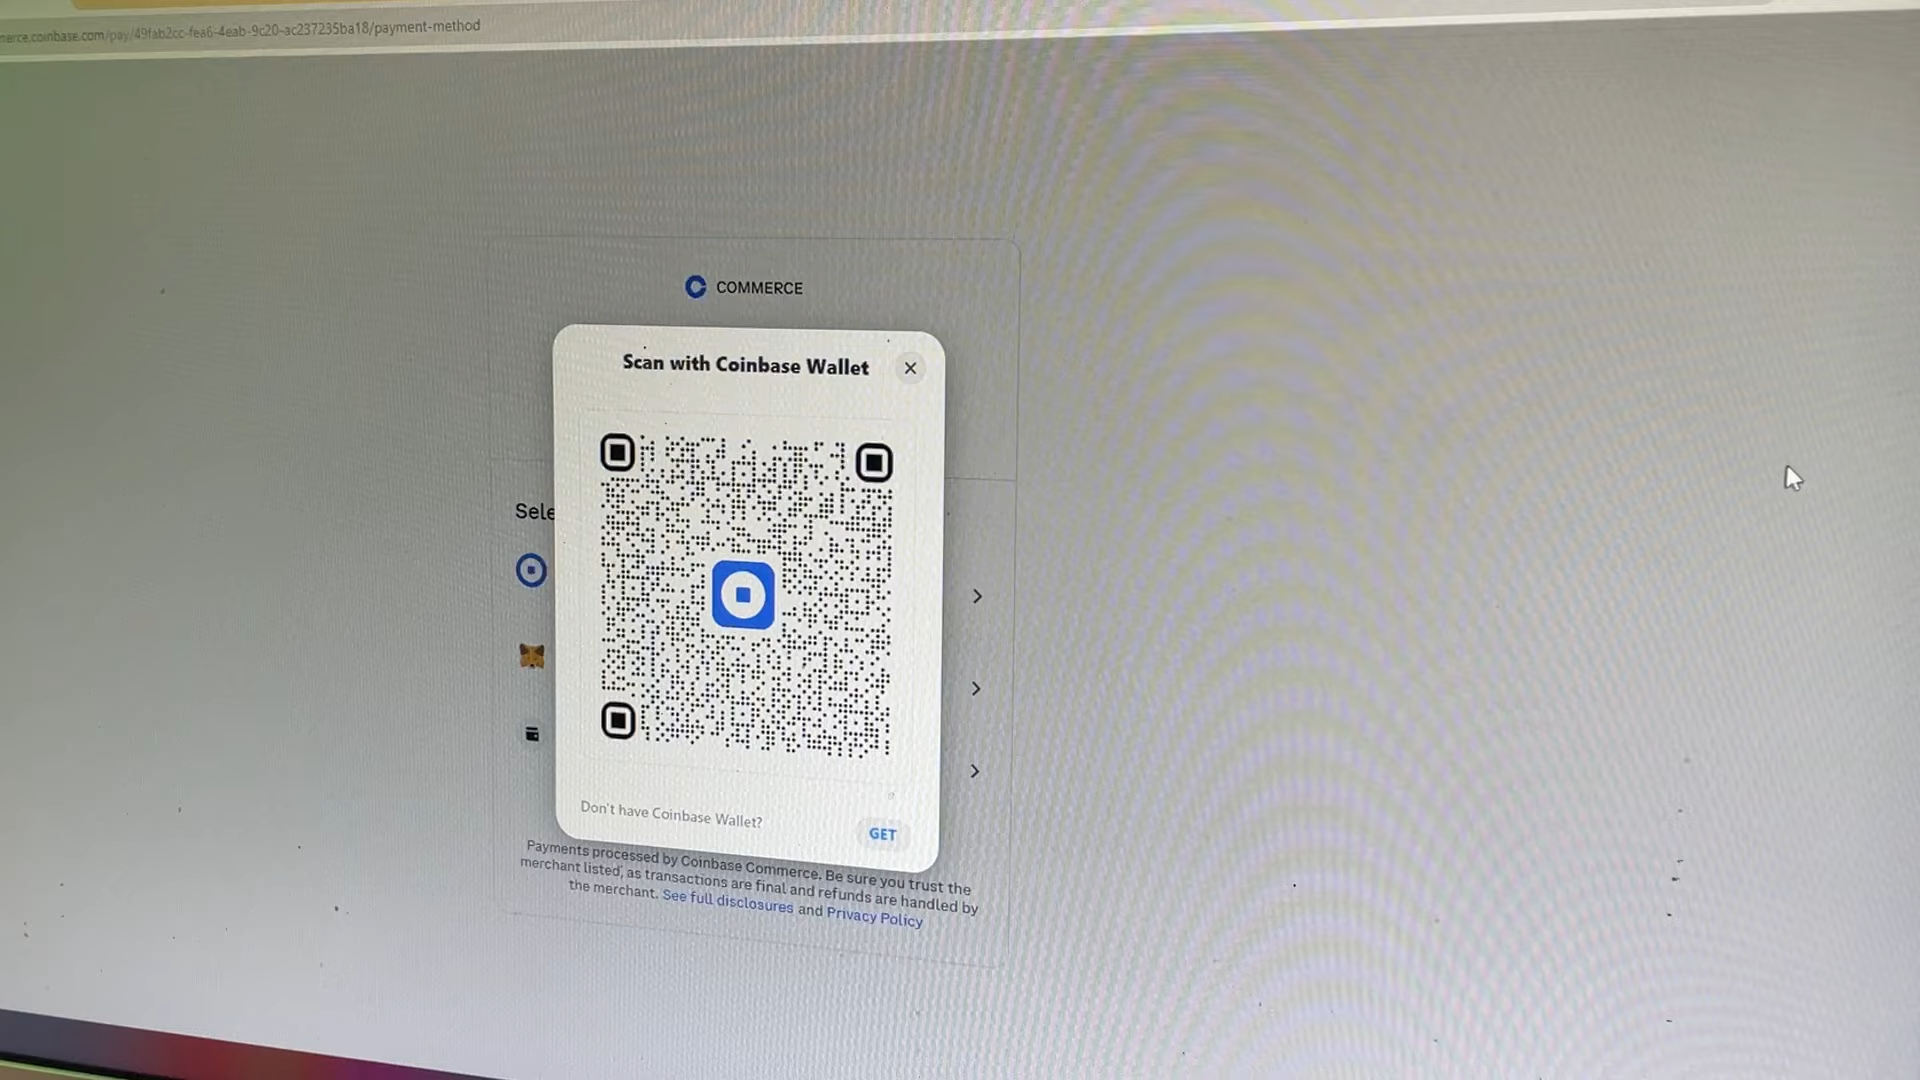 merce.coinbase.com/pay/49fab2cc-fea6-4eab-9c20-ac237235ba18/payment-method
COMMERCE
Scan with Coinbase Wallet
Sele
Don't have Coinbase Wallet?
GET
Payments processed by Coinbase Commerce. Be sure you trust the
merchant listed, as transactions are final and refunds are handled by
the merchant. See full disclosures and Privacy Policy